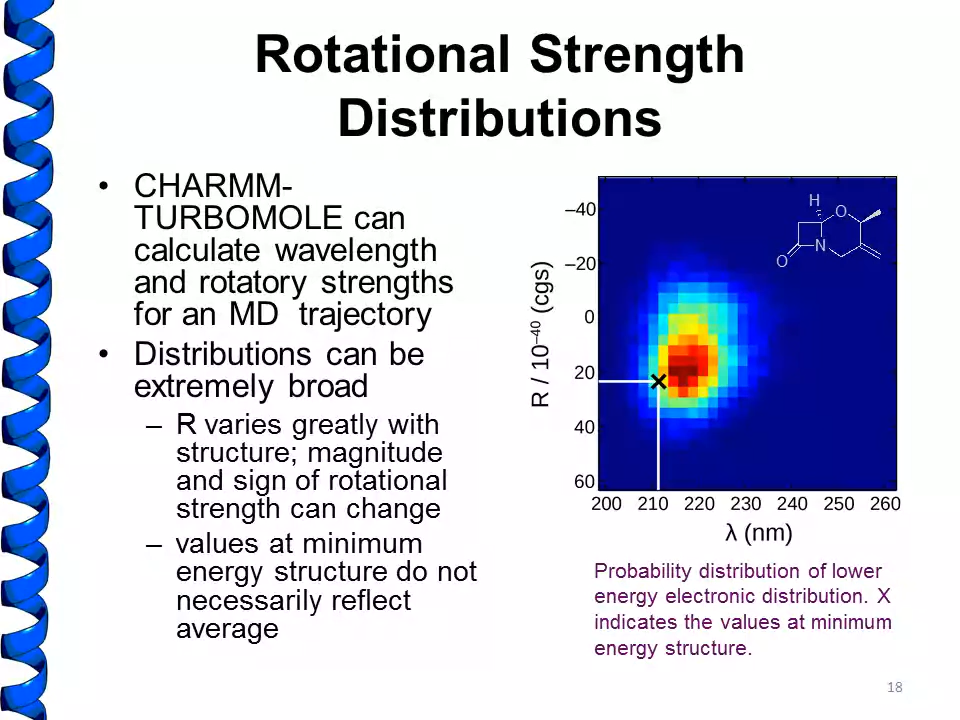 Rotational Strength
Distributions
• CHARMM-
TURBOMOLE can
calculate wavelength
and rotatory strengths
for an MD  trajectory
• Distributions can be
extremely broad
– R varies greatly with
structure; magnitude
and sign of rotational
strength can change
– values at minimum
energy structure do not
necessarily reflect
average
R / 10⁻⁴⁰ (cgs)
–40
–20
0
20
40
60
H
O
N
O
200 210 220 230 240 250 260
λ (nm)
Probability distribution of lower
energy electronic distribution. X
indicates the values at minimum
energy structure.
18